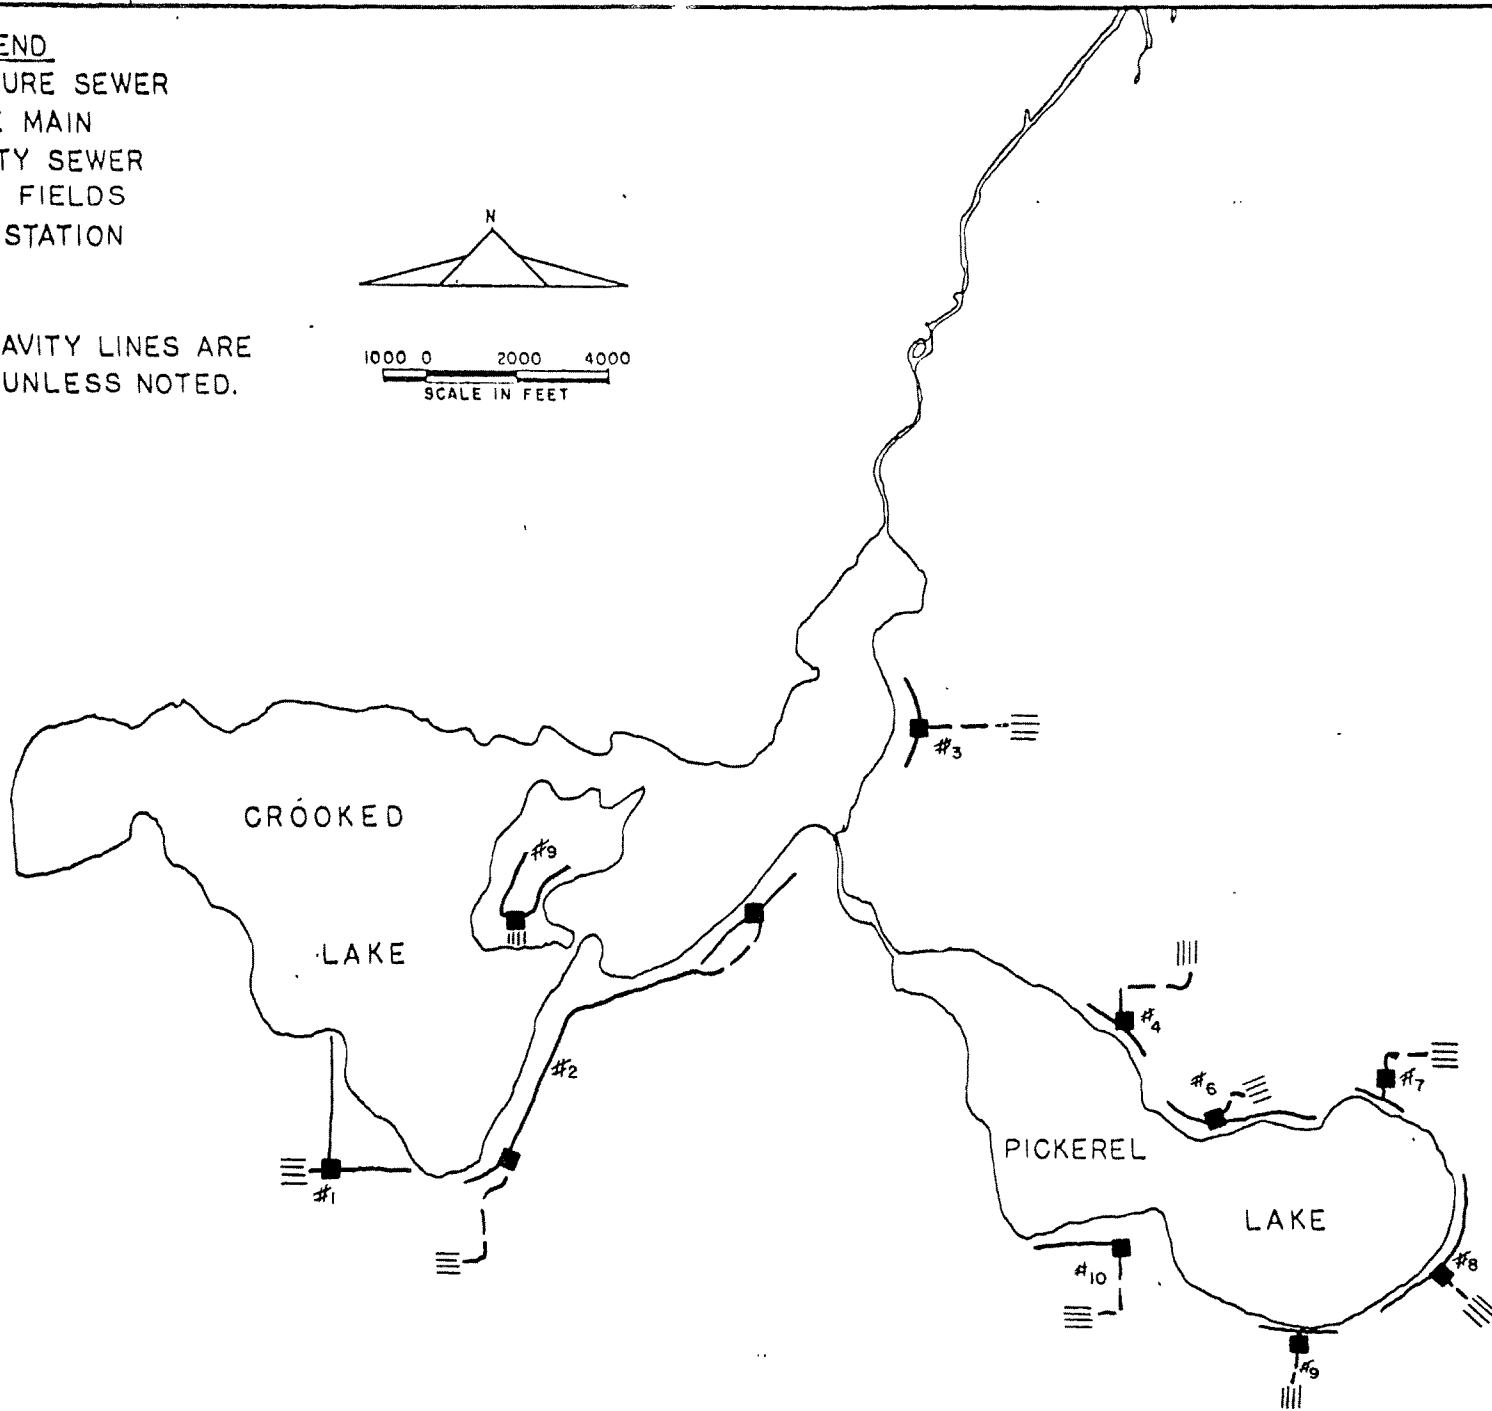 END
URE SEWER
MAIN
TY SEWER
FIELDS
STATION
AVITY LINES ARE
UNLESS NOTED.
N
1000 0 2000 4000
SCALE IN FEET
#3
CROOKED
#9
LAKE
#4
#2
#6
#7
PICKEREL
#1
LAKE
#8
#10
#9